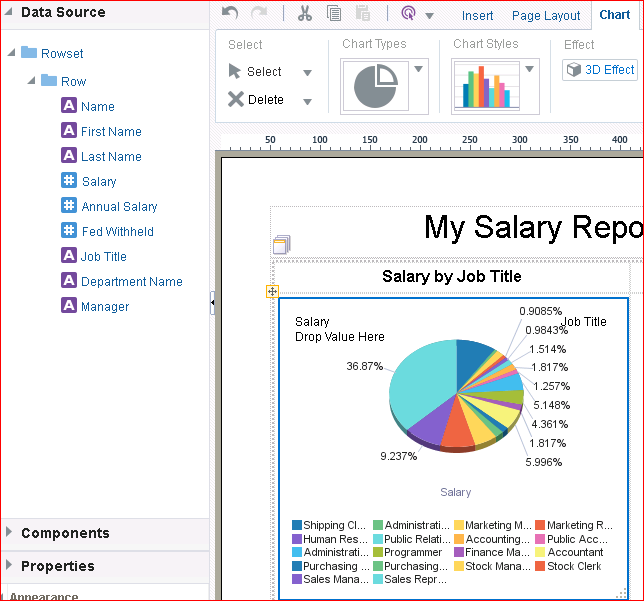 Data Source
Rowset
Row
A Name
A First Name
A Last Name
# Salary
# Annual Salary
# Fed Withheld
A Job Title
A Department Name
A Manager
Components
Properties
Appearance
Insert Page Layout Chart
Select Chart Types Chart Styles Effect
Select
Delete
3D Effect
50 100 150 200 250 300 350 400
My Salary Repo
Salary by Job Title
Salary
Drop Value Here
Job Title
0.9085%
0.9843%
1.514%
1.817%
1.257%
5.148%
4.361%
1.817%
5.996%
36.87%
9.237%
Salary
Shipping Cl... Administrati... Marketing M... Marketing R...
Human Res... Public Relati... Accounting... Public Acc...
Administrati... Programmer Finance Ma... Accountant
Purchasing ... Purchasing... Stock Mana... Stock Clerk
Sales Mana... Sales Repr...